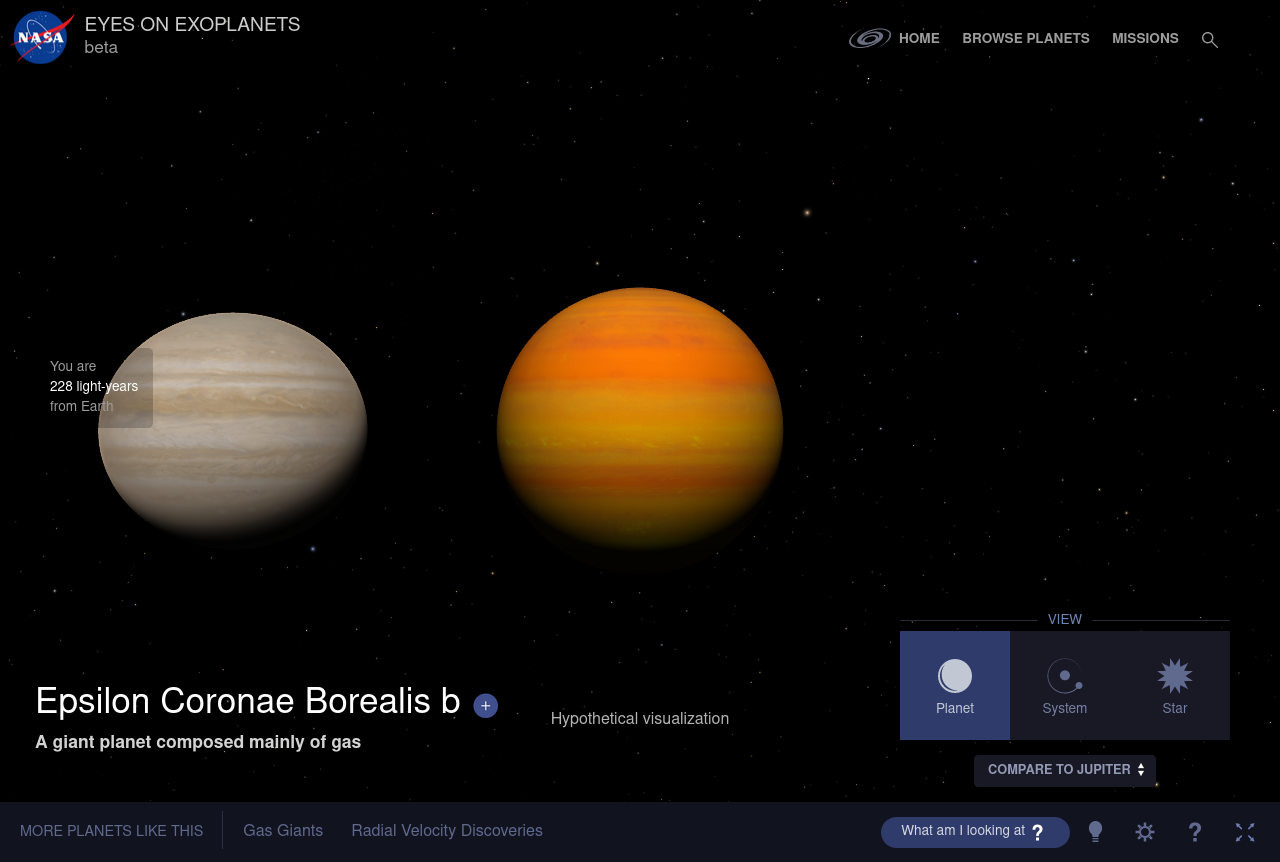 NASA
EYES ON EXOPLANETS
beta
HOME
BROWSE PLANETS
MISSIONS
You are
228 light-years
from Earth
VIEW
Planet
System
Star
Epsilon Coronae Borealis b +
A giant planet composed mainly of gas
Hypothetical visualization
COMPARE TO JUPITER
MORE PLANETS LIKE THIS
Gas Giants
Radial Velocity Discoveries
What am I looking at ?
?